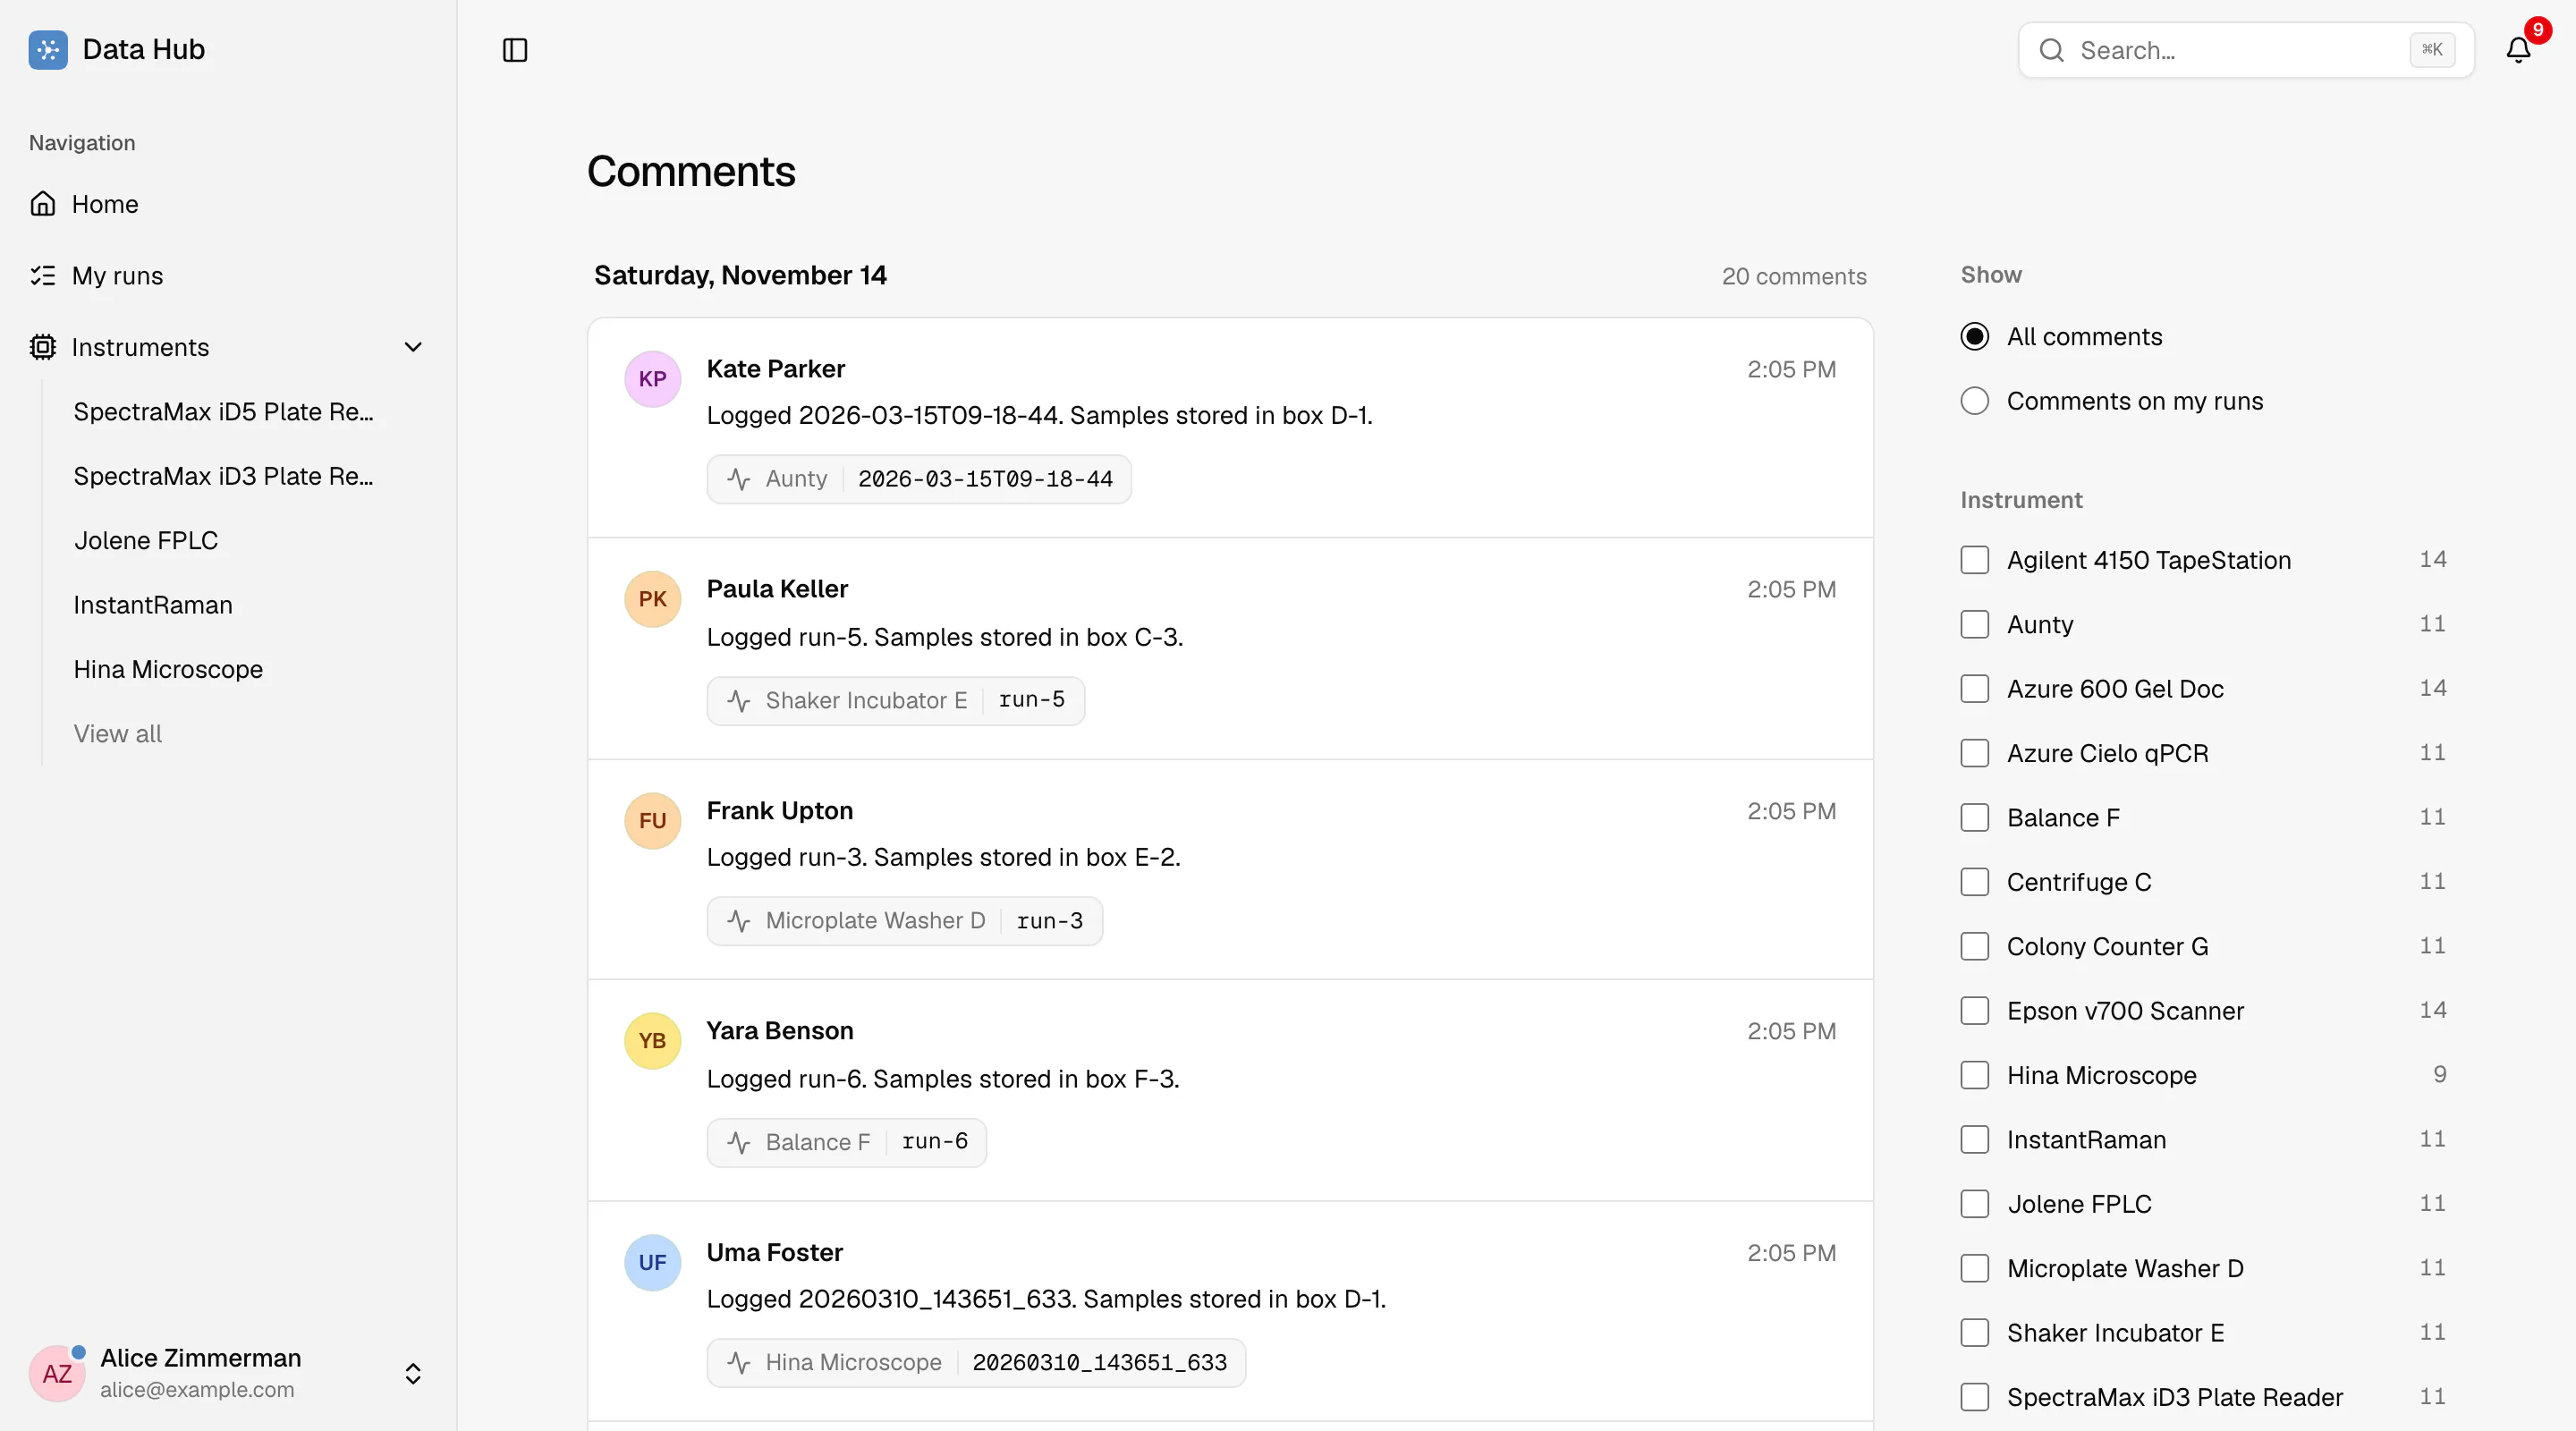 Data Hub
Navigation
Home
My runs
Instruments
SpectraMax iD5 Plate Re...
SpectraMax iD3 Plate Re...
Jolene FPLC
InstantRaman
Hina Microscope
View all
AZ
Alice Zimmerman
alice@example.com
Search...
⌘K
9
Comments
Saturday, November 14
20 comments
KP
Kate Parker
2:05 PM
Logged 2026-03-15T09-18-44. Samples stored in box D-1.
Aunty
2026-03-15T09-18-44
PK
Paula Keller
2:05 PM
Logged run-5. Samples stored in box C-3.
Shaker Incubator E
run-5
FU
Frank Upton
2:05 PM
Logged run-3. Samples stored in box E-2.
Microplate Washer D
run-3
YB
Yara Benson
2:05 PM
Logged run-6. Samples stored in box F-3.
Balance F
run-6
UF
Uma Foster
2:05 PM
Logged 20260310_143651_633. Samples stored in box D-1.
Hina Microscope
20260310_143651_633
Show
All comments
Comments on my runs
Instrument
Agilent 4150 TapeStation 14
Aunty 11
Azure 600 Gel Doc 14
Azure Cielo qPCR 11
Balance F 11
Centrifuge C 11
Colony Counter G 11
Epson v700 Scanner 14
Hina Microscope 9
InstantRaman 11
Jolene FPLC 11
Microplate Washer D 11
Shaker Incubator E 11
SpectraMax iD3 Plate Reader 11